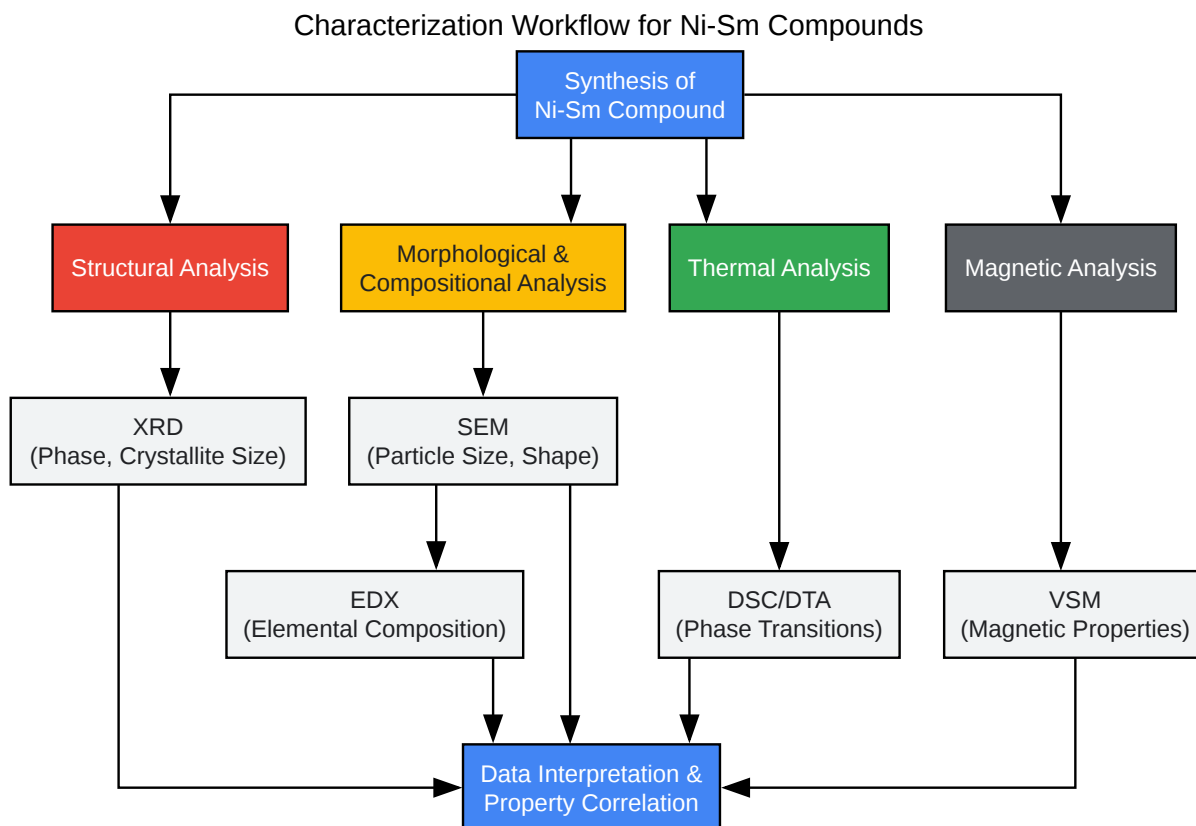 Characterization Workflow for Ni-Sm Compounds
Synthesis of
Ni-Sm Compound
Structural Analysis
Morphological &
Compositional Analysis
Thermal Analysis
Magnetic Analysis
XRD
(Phase, Crystallite Size)
SEM
(Particle Size, Shape)
EDX
(Elemental Composition)
DSC/DTA
(Phase Transitions)
VSM
(Magnetic Properties)
Data Interpretation &
Property Correlation